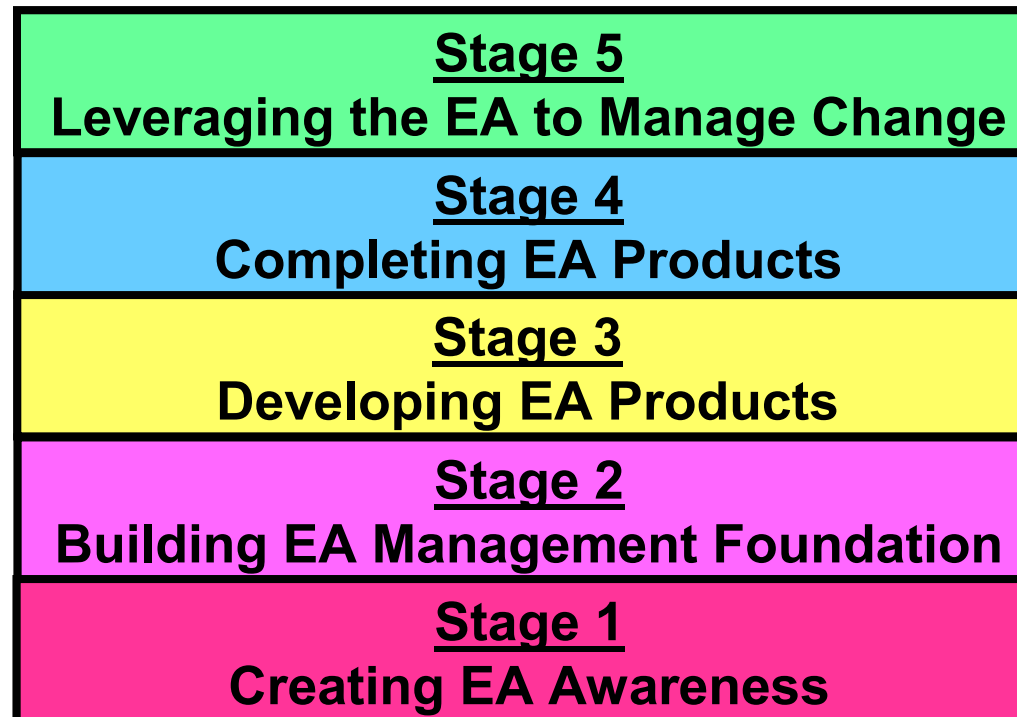 Stage 5
Leveraging the EA to Manage Change
Stage 4
Completing EA Products
Stage 3
Developing EA Products
Stage 2
Building EA Management Foundation
Stage 1
Creating EA Awareness